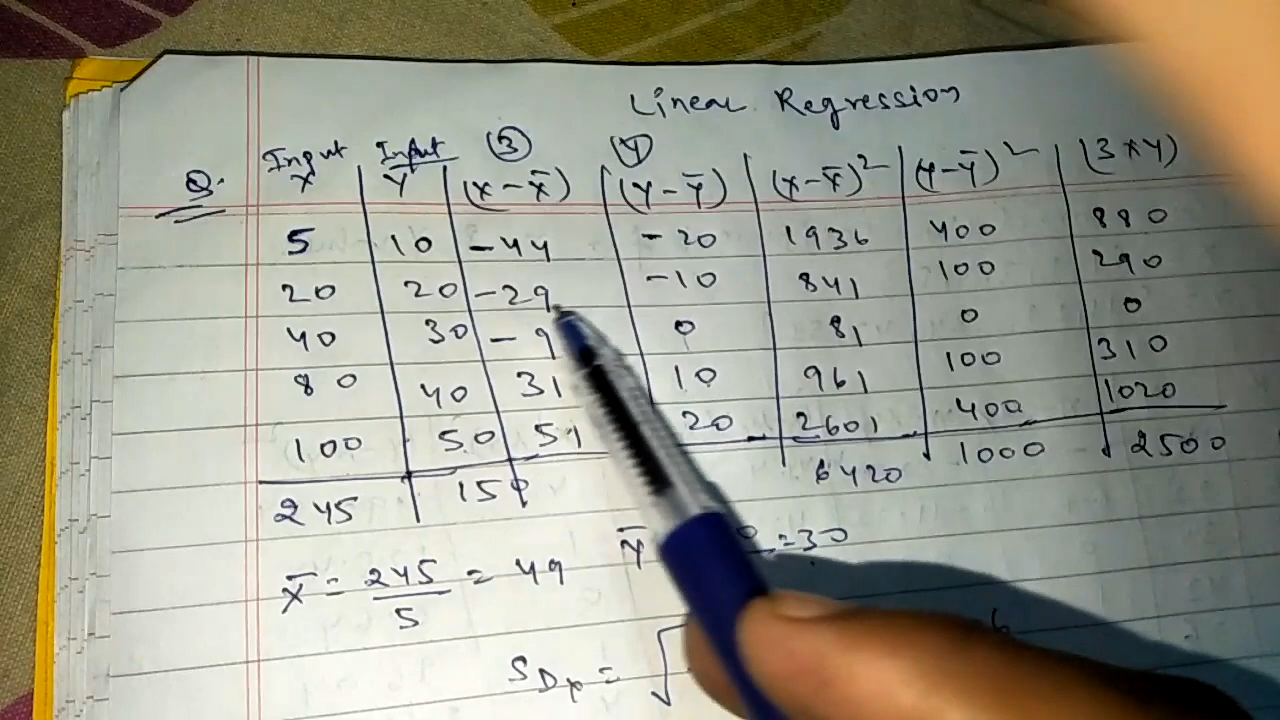 Linear Regression
Q. Input X | Input Y | ③ (X - X̄) | ④ (Y - Ȳ) | (X - X̄)² | (Y - Ȳ)² | (3*4)
5 | 10 | -44 | -20 | 1936 | 400 | 880
20 | 20 | -29 | -10 | 841 | 100 | 290
40 | 30 | -9 | 0 | 81 | 0 | 0
80 | 40 | 31 | 10 | 961 | 100 | 310
100 | 50 | 51 | 20 | 2601 | 400 | 1020
245 | 150 | 6420 | 1000 | 2500
X̄ = 245/5 = 49 Ȳ = 30
SDx = √